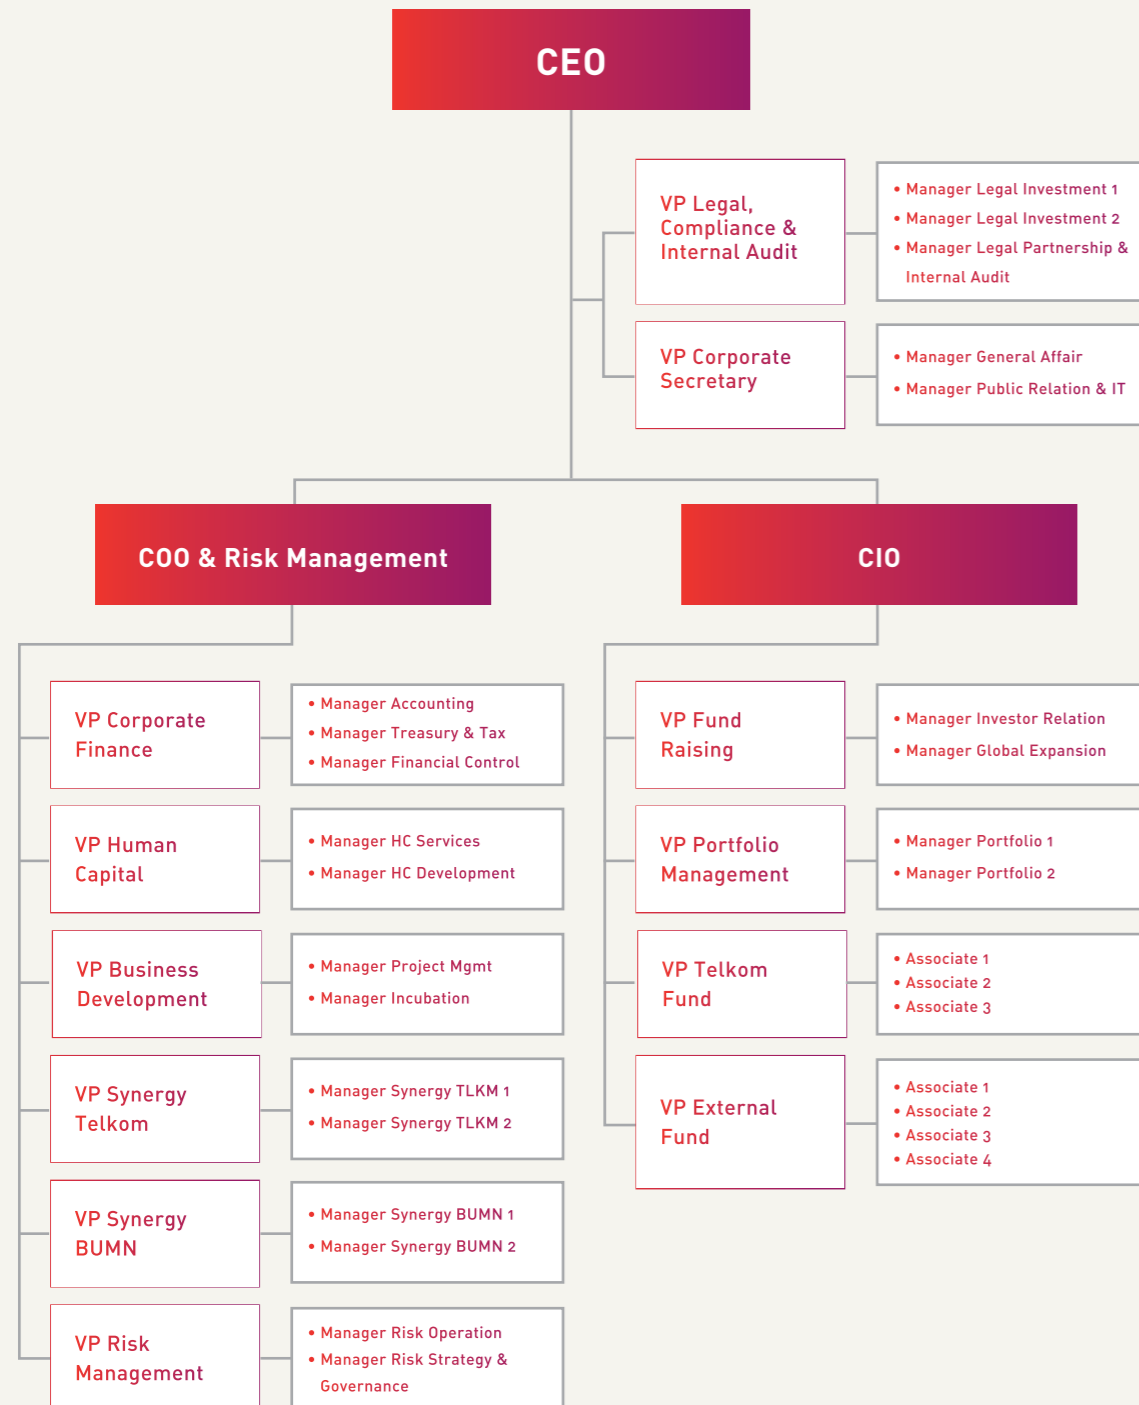 CEO
VP Legal,
Compliance &
Internal Audit
• Manager Legal Investment 1
• Manager Legal Investment 2
• Manager Legal Partnership &
Internal Audit
VP Corporate
Secretary
• Manager General Affair
• Manager Public Relation & IT
COO & Risk Management
VP Corporate
Finance
• Manager Accounting
• Manager Treasury & Tax
• Manager Financial Control
VP Human
Capital
• Manager HC Services
• Manager HC Development
VP Business
Development
• Manager Project Mgmt
• Manager Incubation
VP Synergy
Telkom
• Manager Synergy TLKM 1
• Manager Synergy TLKM 2
VP Synergy
BUMN
• Manager Synergy BUMN 1
• Manager Synergy BUMN 2
VP Risk
Management
• Manager Risk Operation
• Manager Risk Strategy &
Governance
CIO
VP Fund
Raising
• Manager Investor Relation
• Manager Global Expansion
VP Portfolio
Management
• Manager Portfolio 1
• Manager Portfolio 2
VP Telkom
Fund
• Associate 1
• Associate 2
• Associate 3
VP External
Fund
• Associate 1
• Associate 2
• Associate 3
• Associate 4